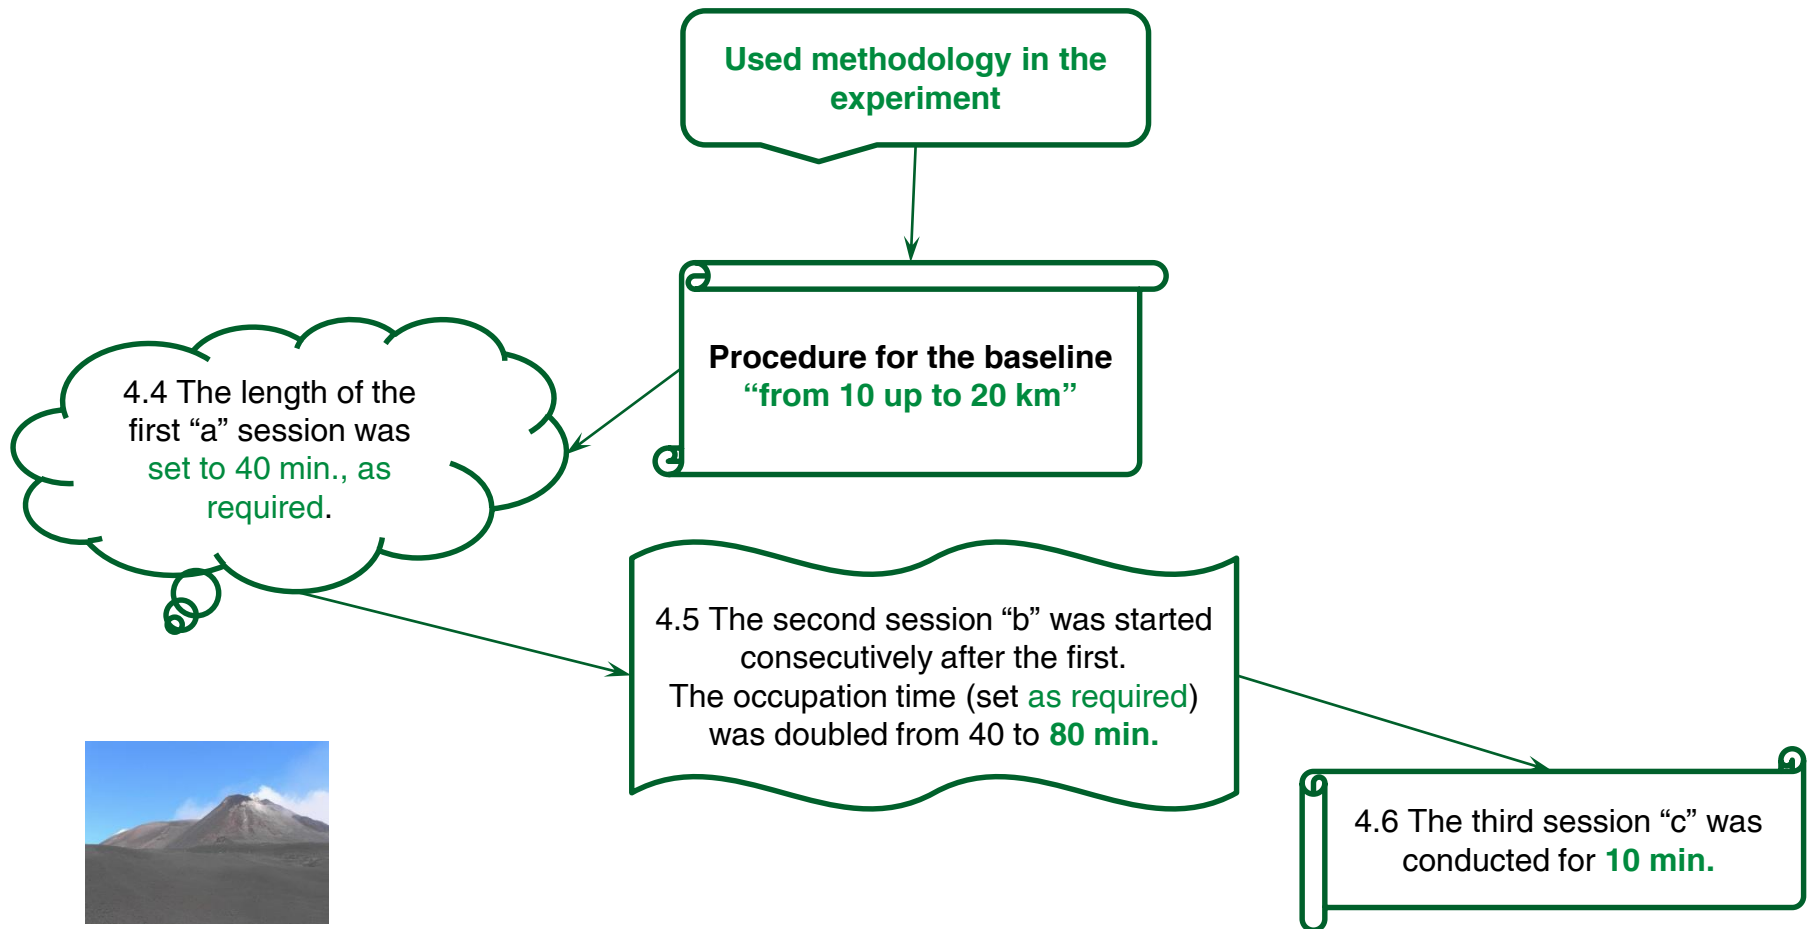 Used methodology in the
experiment
Procedure for the baseline
“from 10 up to 20 km”
4.4 The length of the
first “a” session was
set to 40 min., as
required.
4.5 The second session “b” was started
consecutively after the first.
The occupation time (set as required)
was doubled from 40 to 80 min.
4.6 The third session “c” was
conducted for 10 min.